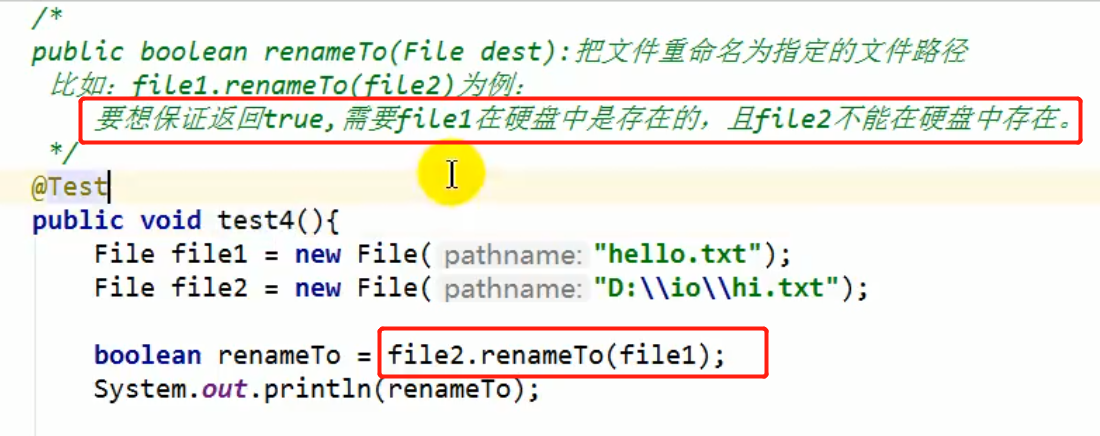 /*
public boolean renameTo(File dest):把文件重命名为指定的文件路径
比如：file1.renameTo(file2)为例：
要想保证返回true,需要file1在硬盘中是存在的，且file2不能在硬盘中存在。
*/
@Test
public void test4(){
File file1 = new File( pathname: "hello.txt");
File file2 = new File( pathname: "D:\\io\\hi.txt");
boolean renameTo = file2.renameTo(file1);
System.out.println(renameTo);